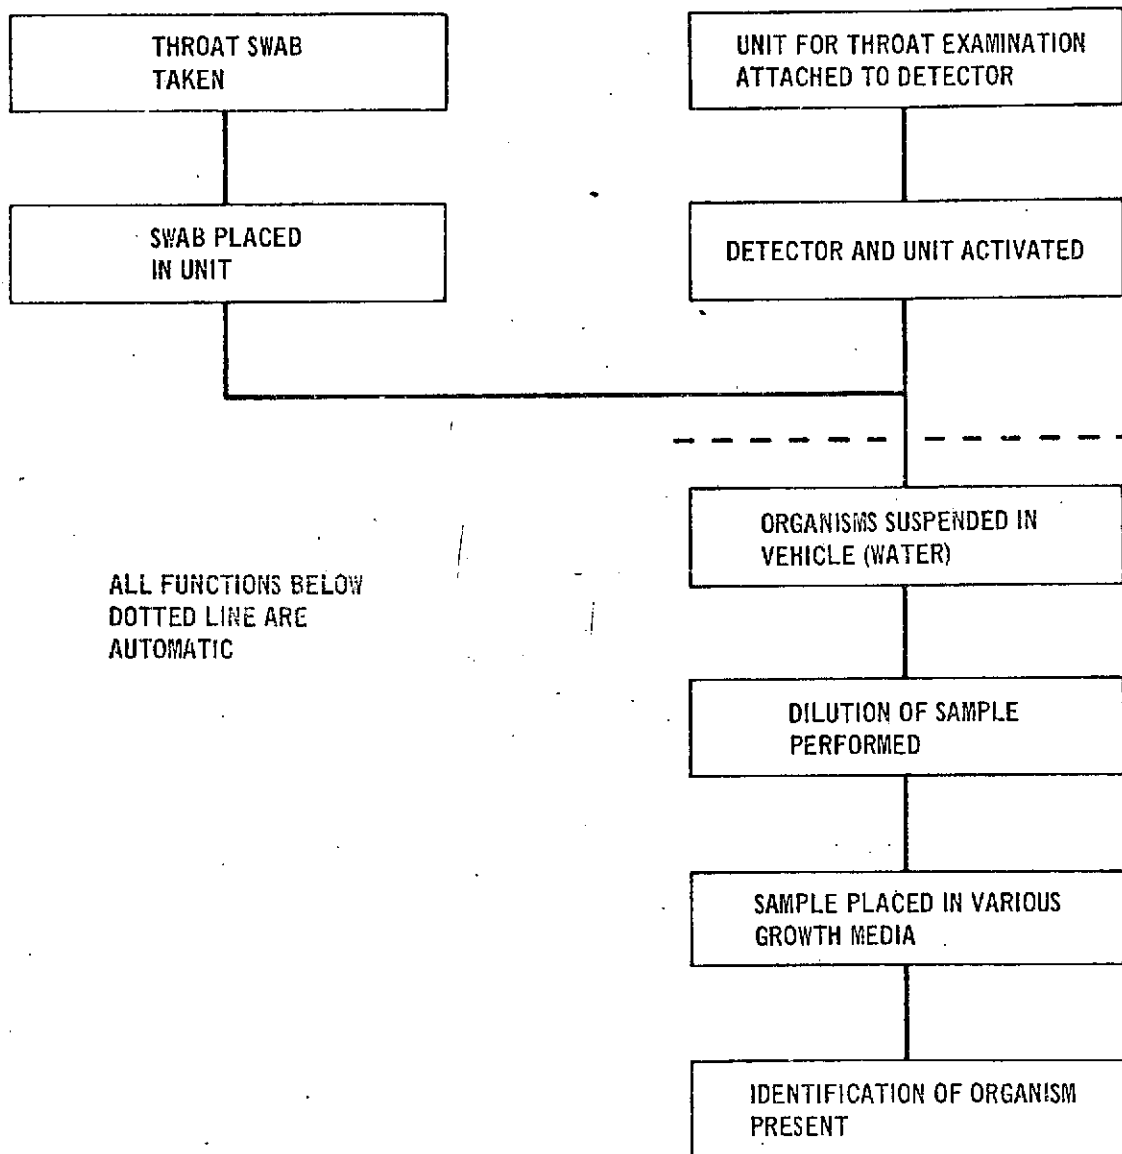 THROAT SWAB
TAKEN
UNIT FOR THROAT EXAMINATION
ATTACHED TO DETECTOR
SWAB PLACED
IN UNIT
DETECTOR AND UNIT ACTIVATED
ORGANISMS SUSPENDED IN
VEHICLE (WATER)
ALL FUNCTIONS BELOW
DOTTED LINE ARE
AUTOMATIC
DILUTION OF SAMPLE
PERFORMED
SAMPLE PLACED IN VARIOUS
GROWTH MEDIA
IDENTIFICATION OF ORGANISM
PRESENT